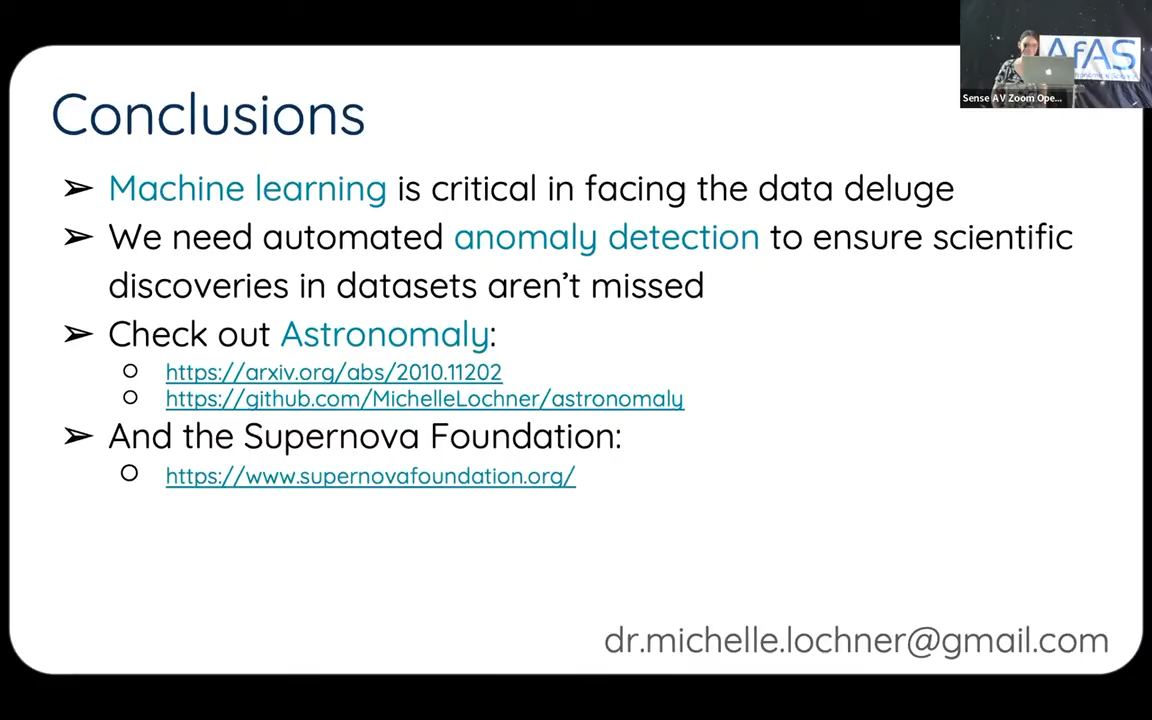 Conclusions
➢ Machine learning is critical in facing the data deluge
➢ We need automated anomaly detection to ensure scientific
discoveries in datasets aren't missed
➢ Check out Astronomaly:
○ https://arxiv.org/abs/2010.11202
○ https://github.com/MichelleLochner/astronomaly
➢ And the Supernova Foundation:
○ https://www.supernovafoundation.org/
dr.michelle.lochner@gmail.com
AfAS
Sense AV Zoom Ope...